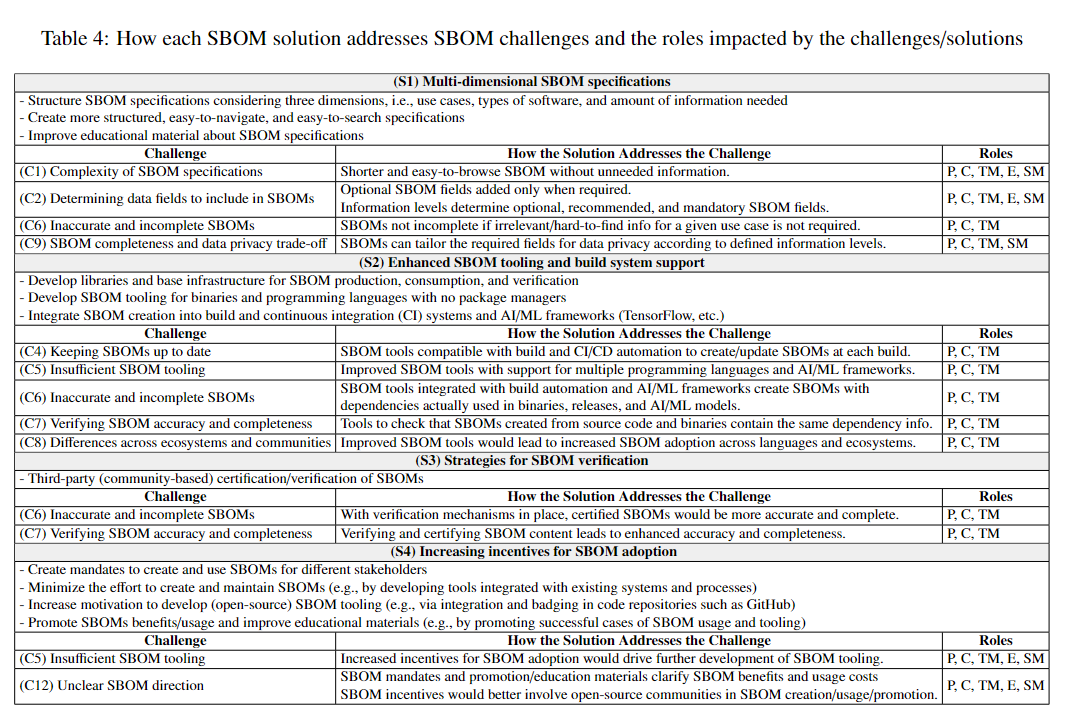 Table 4: How each SBOM solution addresses SBOM challenges and the roles impacted by the challenges/solutions
(S1) Multi-dimensional SBOM specifications
- Structure SBOM specifications considering three dimensions, i.e., use cases, types of software, and amount of information needed
- Create more structured, easy-to-navigate, and easy-to-search specifications
- Improve educational material about SBOM specifications
Challenge How the Solution Addresses the Challenge Roles
(C1) Complexity of SBOM specifications Shorter and easy-to-browse SBOM without unneeded information. P, C, TM, E, SM
(C2) Determining data fields to include in SBOMs Optional SBOM fields added only when required. P, C, TM, E, SM
Information levels determine optional, recommended, and mandatory SBOM fields.
(C6) Inaccurate and incomplete SBOMs SBOMs not incomplete if irrelevant/hard-to-find info for a given use case is not required. P, C, TM
(C9) SBOM completeness and data privacy trade-off SBOMs can tailor the required fields for data privacy according to defined information levels. P, C, TM, SM
(S2) Enhanced SBOM tooling and build system support
- Develop libraries and base infrastructure for SBOM production, consumption, and verification
- Develop SBOM tooling for binaries and programming languages with no package managers
- Integrate SBOM creation into build and continuous integration (CI) systems and AI/ML frameworks (TensorFlow, etc.)
Challenge How the Solution Addresses the Challenge Roles
(C4) Keeping SBOMs up to date SBOM tools compatible with build and CI/CD automation to create/update SBOMs at each build. P, C, TM
(C5) Insufficient SBOM tooling Improved SBOM tools with support for multiple programming languages and AI/ML frameworks. P, C, TM
(C6) Inaccurate and incomplete SBOMs SBOM tools integrated with build automation and AI/ML frameworks create SBOMs with P, C, TM
dependencies actually used in binaries, releases, and AI/ML models.
(C7) Verifying SBOM accuracy and completeness Tools to check that SBOMs created from source code and binaries contain the same dependency info. P, C, TM
(C8) Differences across ecosystems and communities Improved SBOM tools would lead to increased SBOM adoption across languages and ecosystems. P, C, TM
(S3) Strategies for SBOM verification
- Third-party (community-based) certification/verification of SBOMs
Challenge How the Solution Addresses the Challenge Roles
(C6) Inaccurate and incomplete SBOMs With verification mechanisms in place, certified SBOMs would be more accurate and complete. P, C, TM
(C7) Verifying SBOM accuracy and completeness Verifying and certifying SBOM content leads to enhanced accuracy and completeness. P, C, TM
(S4) Increasing incentives for SBOM adoption
- Create mandates to create and use SBOMs for different stakeholders
- Minimize the effort to create and maintain SBOMs (e.g., by developing tools integrated with existing systems and processes)
- Increase motivation to develop (open-source) SBOM tooling (e.g., via integration and badging in code repositories such as GitHub)
- Promote SBOMs benefits/usage and improve educational materials (e.g., by promoting successful cases of SBOM usage and tooling)
Challenge How the Solution Addresses the Challenge Roles
(C5) Insufficient SBOM tooling Increased incentives for SBOM adoption would drive further development of SBOM tooling. P, C, TM, E, SM
(C12) Unclear SBOM direction SBOM mandates and promotion/education materials clarify SBOM benefits and usage costs P, C, TM, E, SM
SBOM incentives would better involve open-source communities in SBOM creation/usage/promotion.